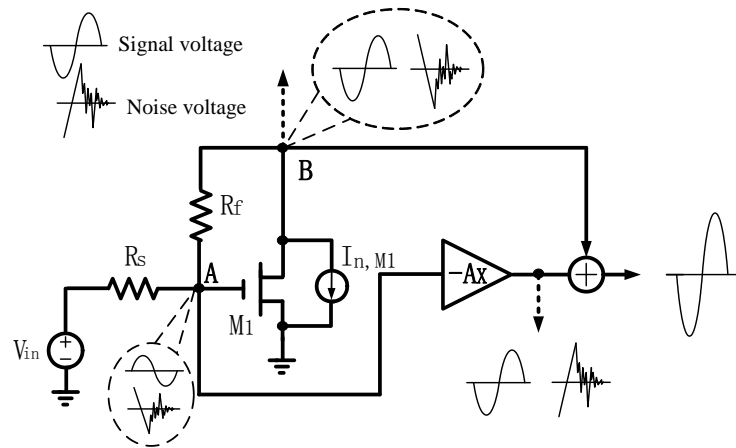 Signal voltage
Noise voltage
B
Rf
Rs
A
In, M1
-Ax
+
M1
Vin
+
-